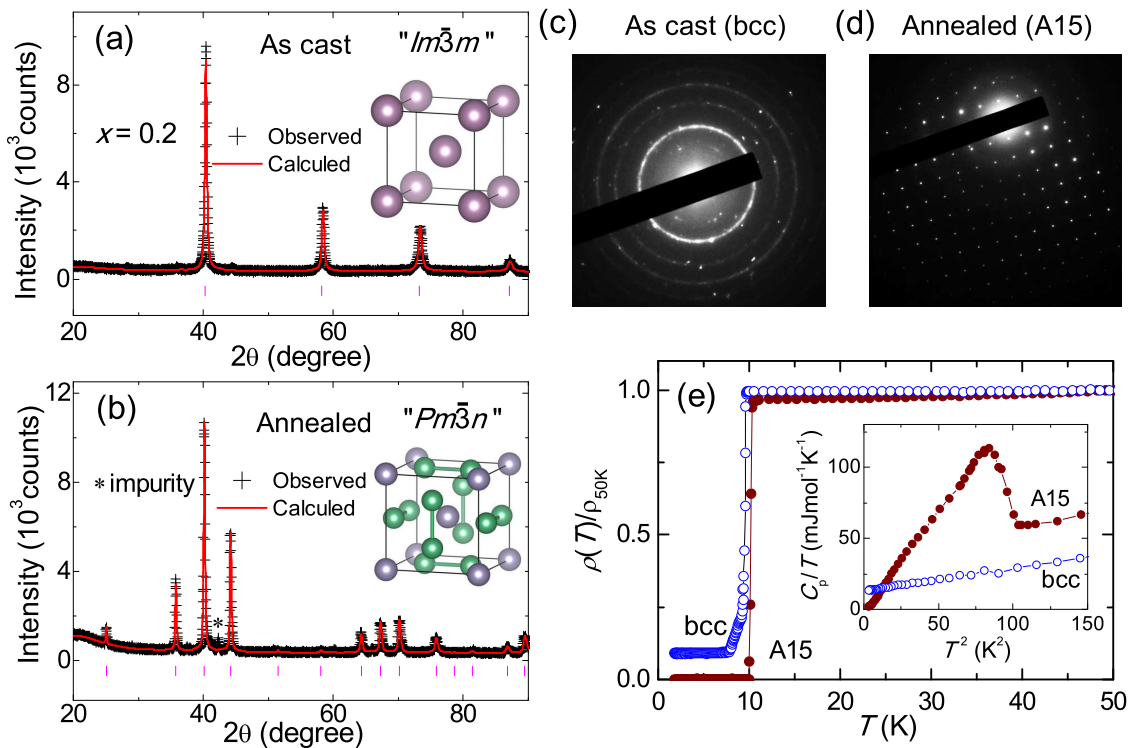 (a)
As cast
"Im3̄m"
x = 0.2
+ Observed
Calculed
Intensity (10³counts)
8
4
0
20
40
60
80
2θ (degree)
(b)
Annealed
"Pm3̄n"
*impurity
+ Observed
Calculed
*
Intensity (10³counts)
12
8
4
0
20
40
60
80
2θ (degree)
(c)
As cast (bcc)
(d)
Annealed (A15)
(e)
ρ(T)/ρ50K
1.0
0.5
0.0
bcc
A15
0
10
20
30
40
50
T (K)
Cp/T (mJmol⁻¹K⁻¹)
100
50
0
A15
bcc
0
50
100
150
T² (K²)